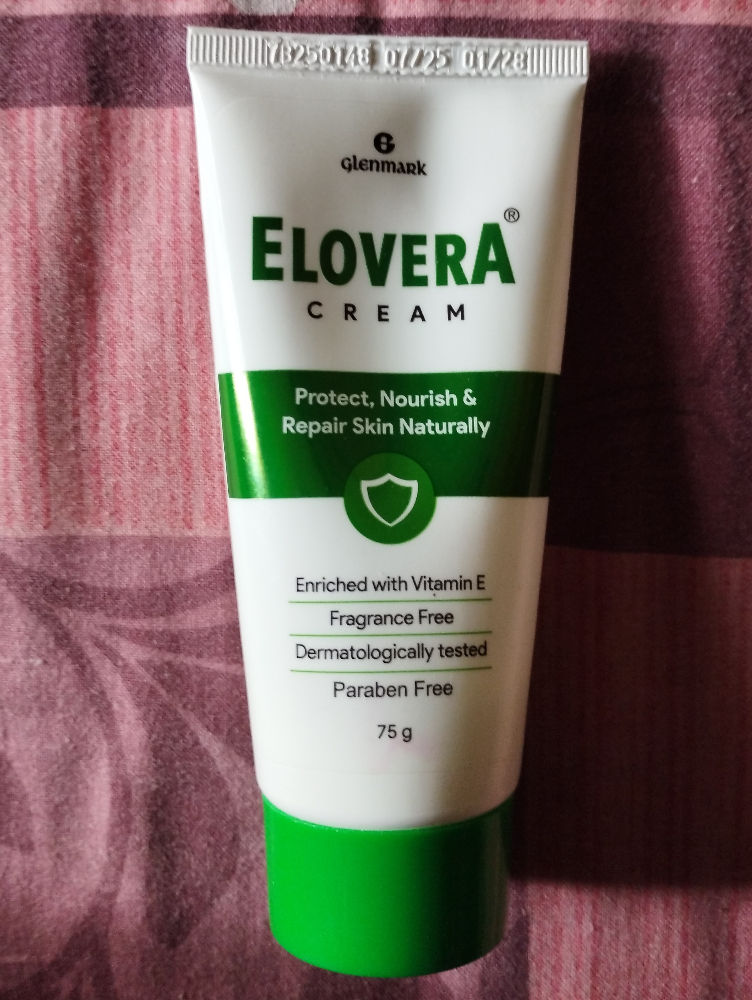 78250148 07/25 01/28
Glenmark
ELOVERA®
CREAM
Protect, Nourish &
Repair Skin Naturally
Enriched with Vitamin E
Fragrance Free
Dermatologically tested
Paraben Free
75 g